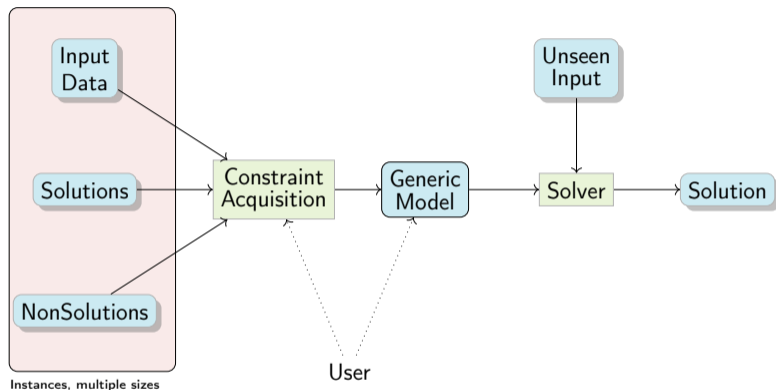 Input
Data
Unseen
Input
Solutions
Constraint
Acquisition
Generic
Model
Solver
Solution
NonSolutions
User
Instances, multiple sizes